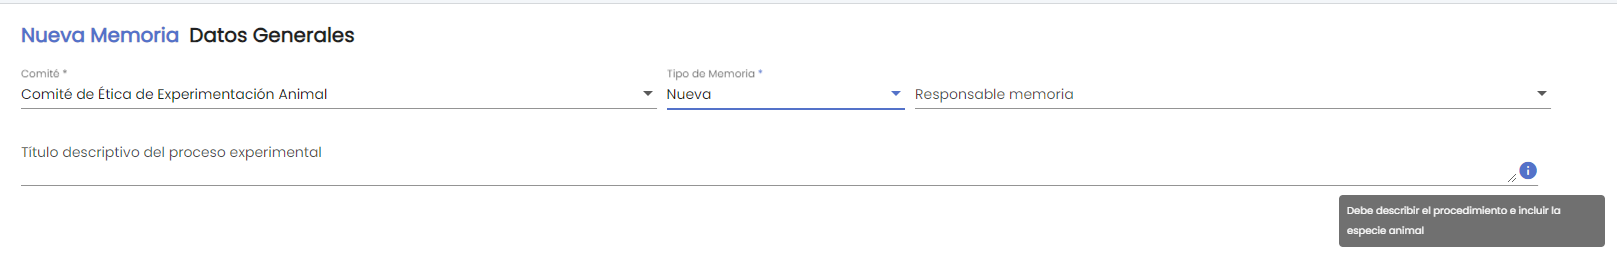 Nueva Memoria Datos Generales
Comité * Tipo de Memoria *
Comité de Ética de Experimentación Animal Nueva Responsable memoria
Título descriptivo del proceso experimental
Debe describir el procedimiento e incluir la
especie animal